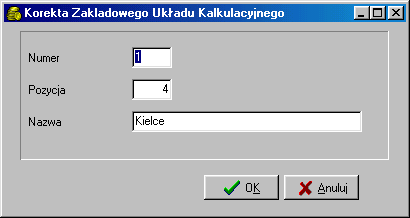 Korekta Zakladowego Układu Kalkulacyjnego
Numer 1
Pozycja 4
Nazwa Kielce
OK Anuluj